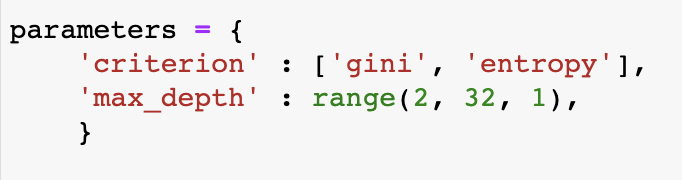 parameters = {
    'criterion' : ['gini', 'entropy'],
    'max_depth' : range(2, 32, 1),
    }